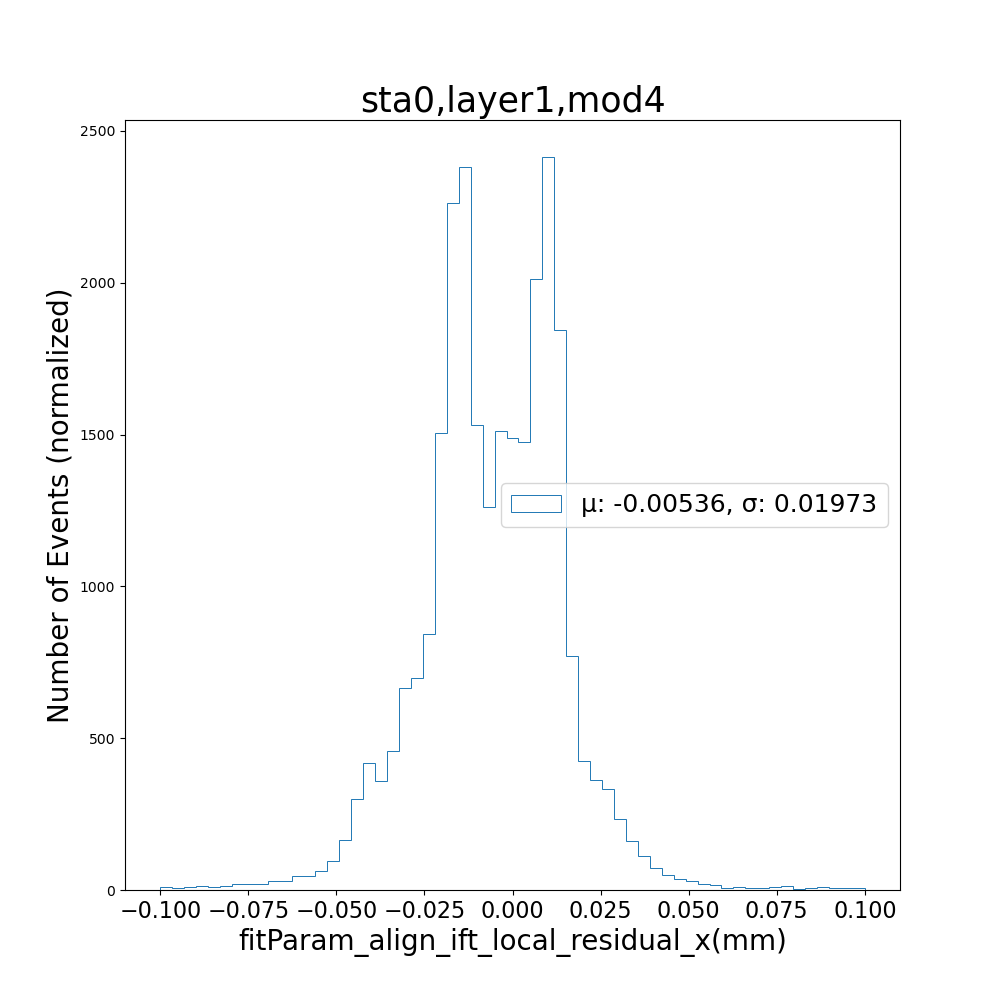 sta0,layer1,mod4
2500
2000
1500
1000
500
0
Number of Events (normalized)
μ: -0.00536, σ: 0.01973
−0.100 −0.075 −0.050 −0.025 0.000 0.025 0.050 0.075 0.100
fitParam_align_ift_local_residual_x(mm)